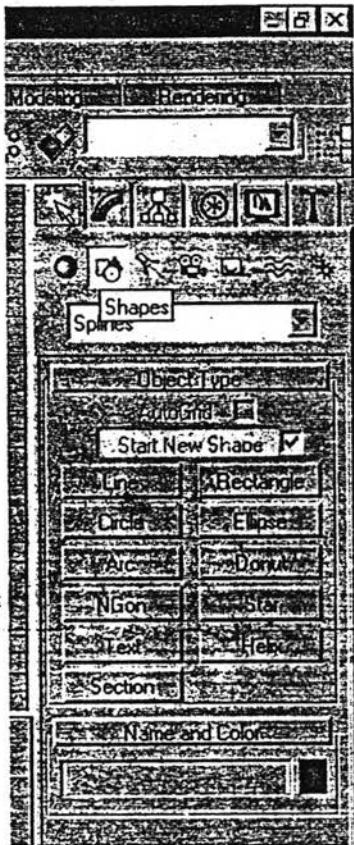 Modeling Rendering
Shapes
Splines
Object Type
AutoGrid
Start New Shape
Line Rectangle
Circle Ellipse
Arc Donut
NGon Star
Text Helix
Section
Name and Color